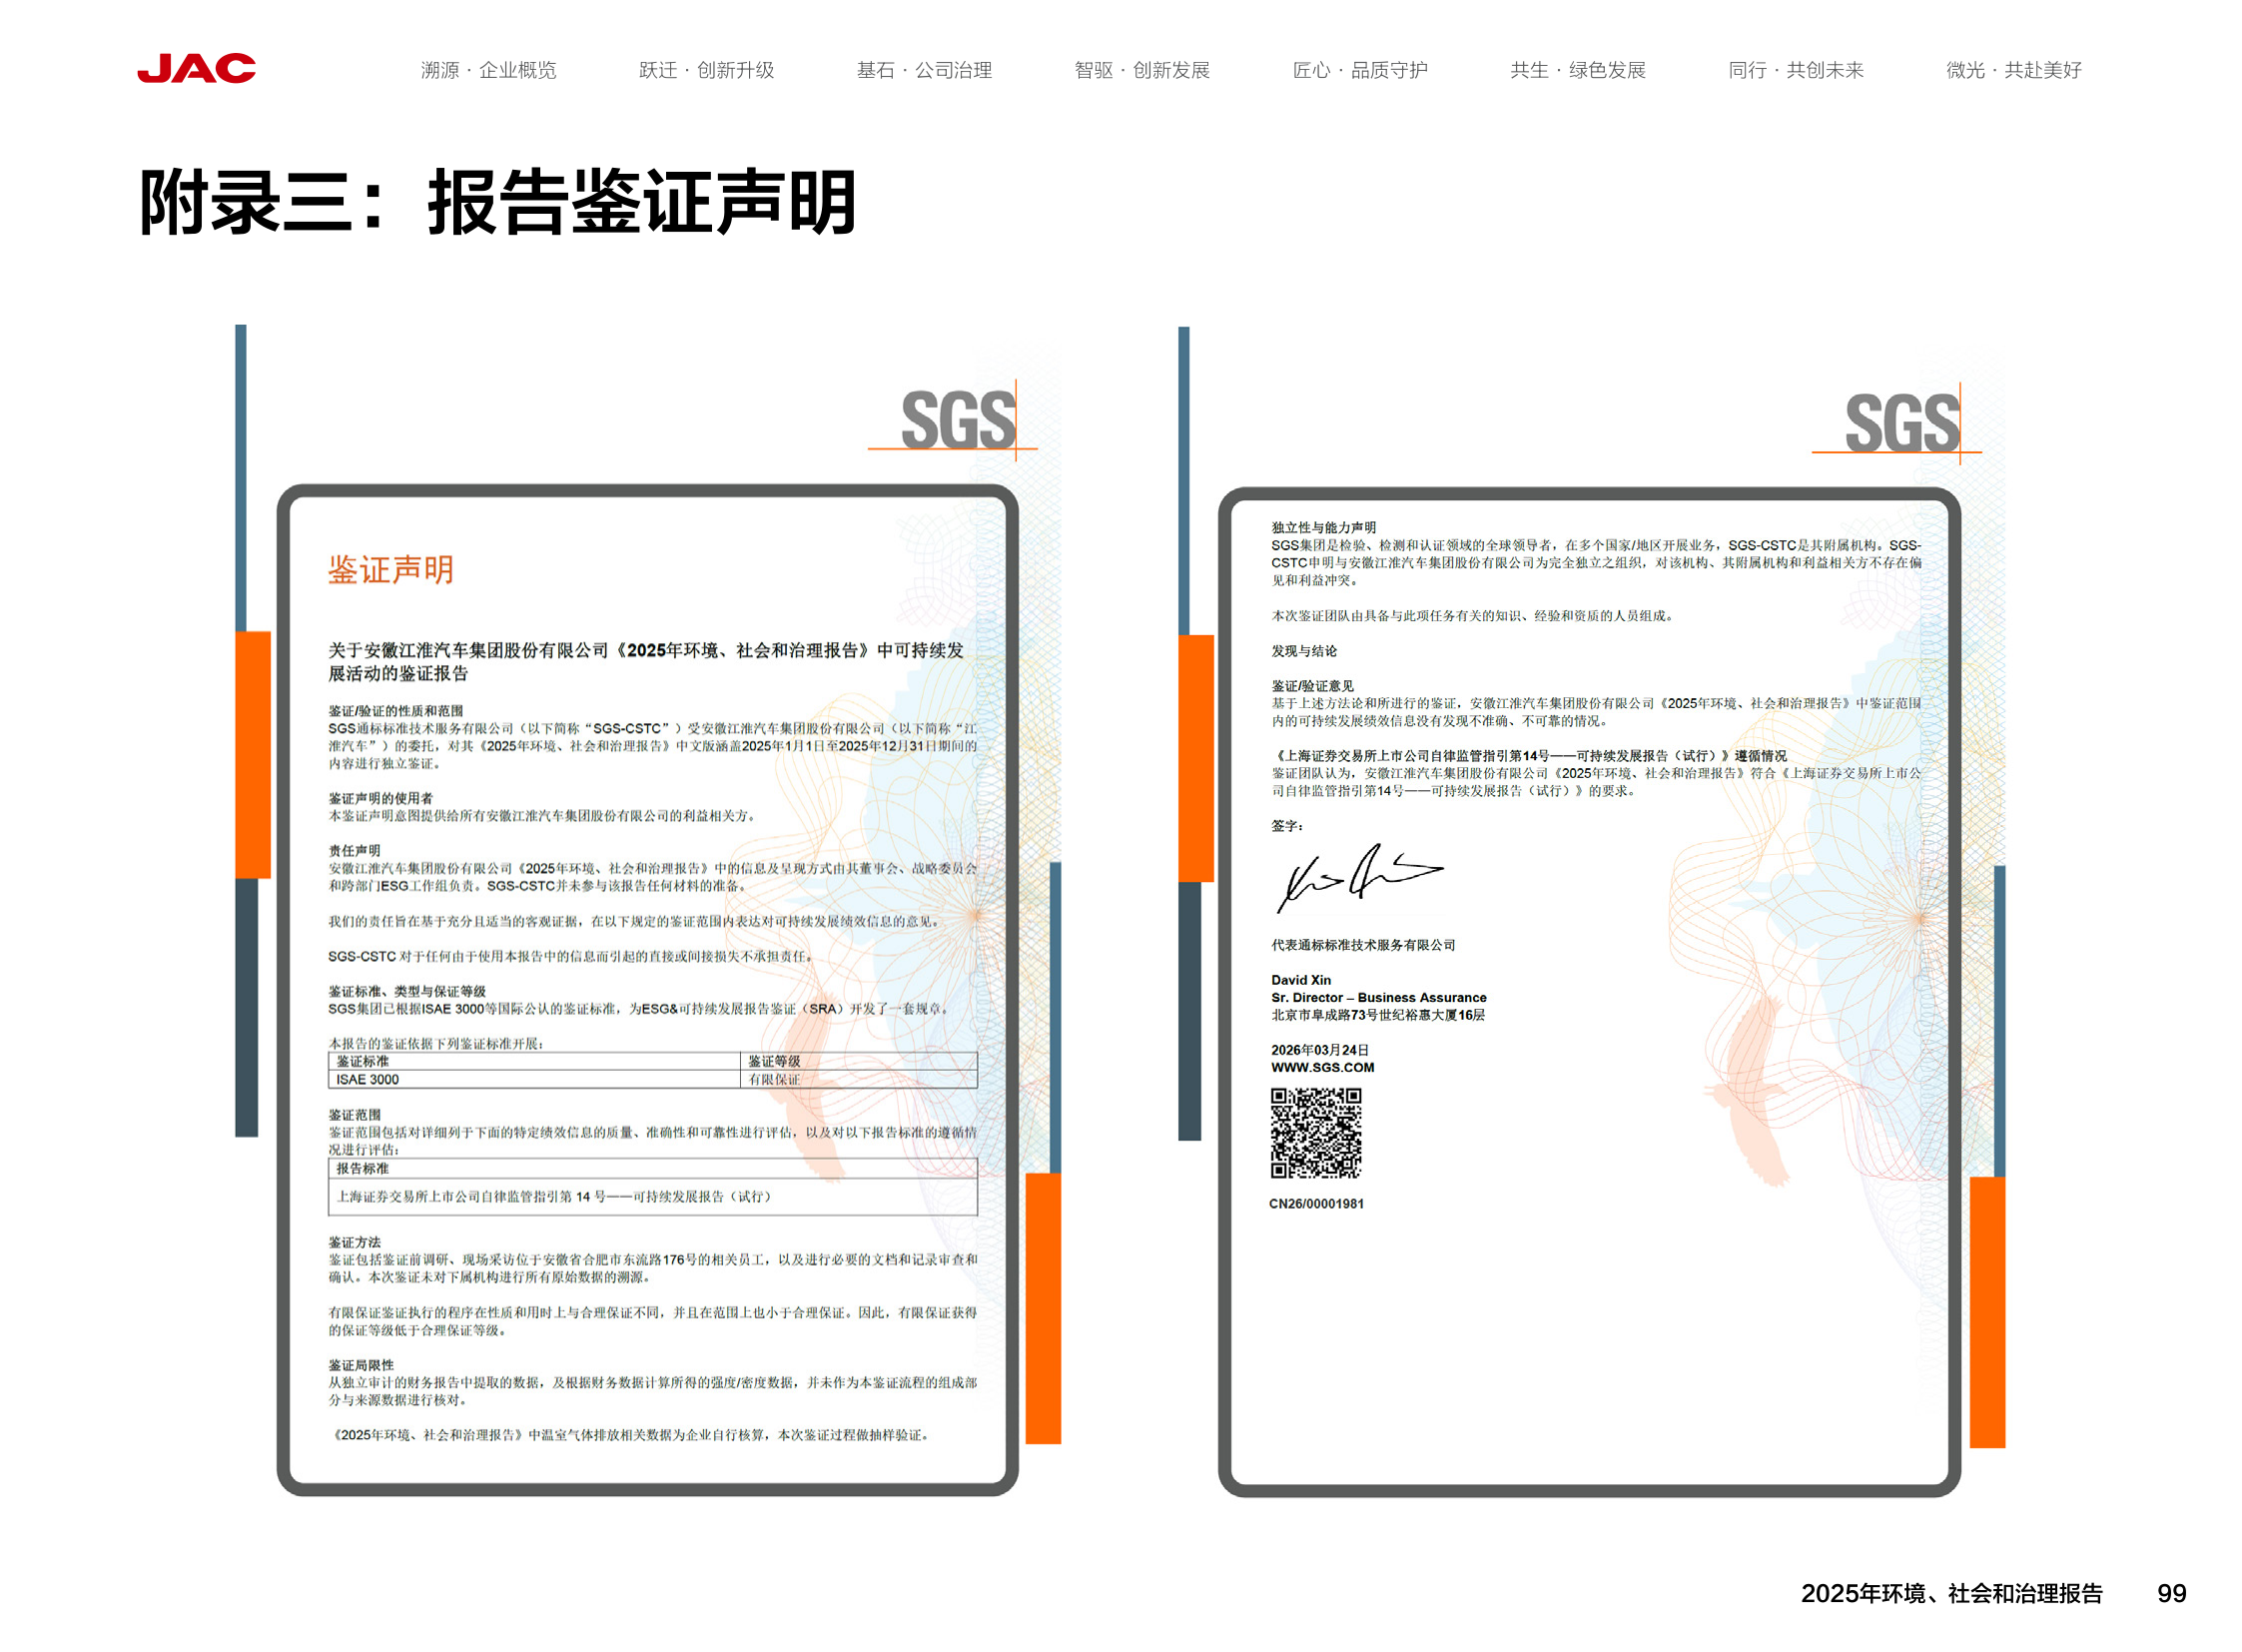 JAC
溯源 · 企业概览
跃迁 · 创新升级
基石 · 公司治理
智驱 · 创新发展
匠心 · 品质守护
共生 · 绿色发展
同行 · 共创未来
微光 · 共赴美好
附录三：报告鉴证声明
SGS
鉴证声明
关于安徽江淮汽车集团股份有限公司《2025年环境、社会和治理报告》中可持续发
展活动的鉴证报告
鉴证/验证的性质和范围
SGS通标标准技术服务有限公司（以下简称“SGS-CSTC”）受安徽江淮汽车集团股份有限公司（以下简称“江
淮汽车”）的委托，对其《2025年环境、社会和治理报告》中文版涵盖2025年1月1日至2025年12月31日期间的
内容进行独立鉴证。
鉴证声明的使用者
本鉴证声明意图提供给所有安徽江淮汽车集团股份有限公司的利益相关方。
责任声明
安徽江淮汽车集团股份有限公司《2025年环境、社会和治理报告》中的信息及呈现方式由其董事会、战略委员会
和跨部门ESG工作组负责。SGS-CSTC并未参与该报告任何材料的准备。
我们的责任旨在基于充分且适当的客观证据，在以下规定的鉴证范围内表达对可持续发展绩效信息的意见。
SGS-CSTC 对于任何由于使用本报告中的信息而引起的直接或间接损失不承担责任。
鉴证标准、类型与保证等级
SGS集团已根据ISAE 3000等国际公认的鉴证标准，为ESG&可持续发展报告鉴证（SRA）开发了一套规章。
本报告的鉴证依据下列鉴证标准开展：
鉴证标准 鉴证等级
ISAE 3000 有限保证
鉴证范围
鉴证范围包括对详细列于下面的特定绩效信息的质量、准确性和可靠性进行评估，以及对以下报告标准的遵循情
况进行评估：
报告标准
上海证券交易所上市公司自律监管指引第 14 号——可持续发展报告（试行）
鉴证方法
鉴证包括鉴证前调研、现场采访位于安徽省合肥市东流路176号的相关员工，以及进行必要的文档和记录审查和
确认。本次鉴证未对下属机构进行所有原始数据的溯源。
有限保证鉴证执行的程序在性质和用时上与合理保证不同，并且在范围上也小于合理保证。因此，有限保证获得
的保证等级低于合理保证等级。
鉴证局限性
从独立审计的财务报告中提取的数据，及根据财务数据计算所得的强度/密度数据，并未作为本鉴证流程的组成部
分与来源数据进行核对。
《2025年环境、社会和治理报告》中温室气体排放相关数据为企业自行核算，本次鉴证过程做抽样验证。
SGS
独立性与能力声明
SGS集团是检验、检测和认证领域的全球领导者，在多个国家/地区开展业务，SGS-CSTC是其附属机构。SGS-
CSTC申明与安徽江淮汽车集团股份有限公司为完全独立之组织，对该机构、其附属机构和利益相关方不存在偏
见和利益冲突。
本次鉴证团队由具备与此项任务有关的知识、经验和资质的人员组成。
发现与结论
鉴证/验证意见
基于上述方法论和所进行的鉴证，安徽江淮汽车集团股份有限公司《2025年环境、社会和治理报告》中鉴证范围
内的可持续发展绩效信息没有发现不准确、不可靠的情况。
《上海证券交易所上市公司自律监管指引第14号——可持续发展报告（试行）》遵循情况
鉴证团队认为，安徽江淮汽车集团股份有限公司《2025年环境、社会和治理报告》符合《上海证券交易所上市公
司自律监管指引第14号——可持续发展报告（试行）》的要求。
签字：
代表通标标准技术服务有限公司
David Xin
Sr. Director – Business Assurance
北京市阜成路73号世纪裕惠大厦16层
2026年03月24日
WWW.SGS.COM
CN26/00001981
2025年环境、社会和治理报告 99